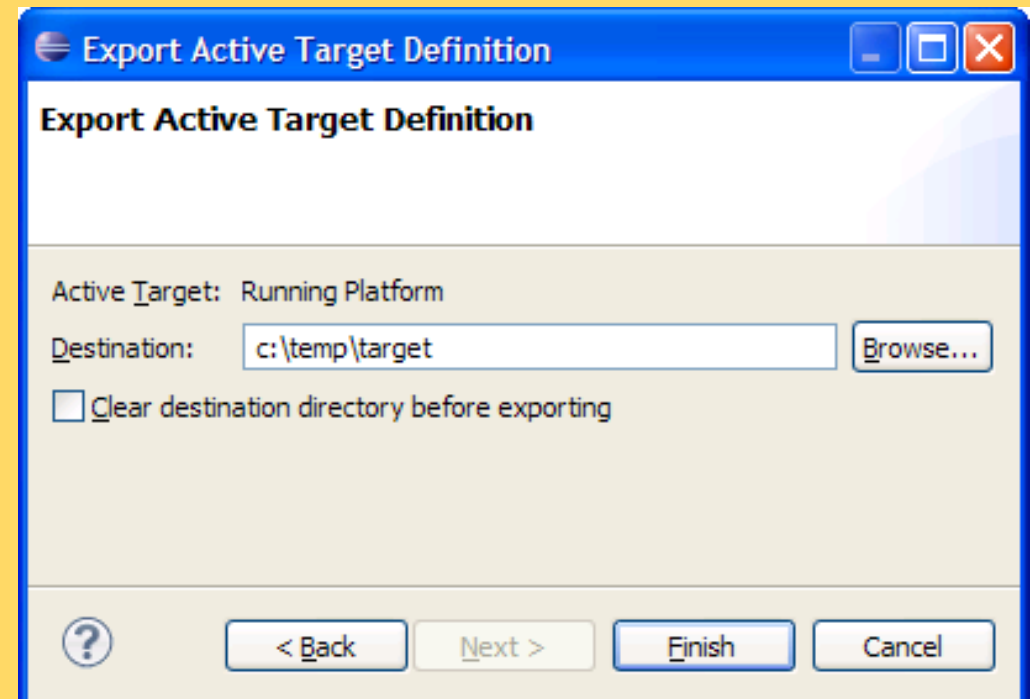 Export Active Target Definition
Export Active Target Definition
Active Target: Running Platform
Destination: c:\temp\target Browse...
Clear destination directory before exporting
? < Back Next > Finish Cancel